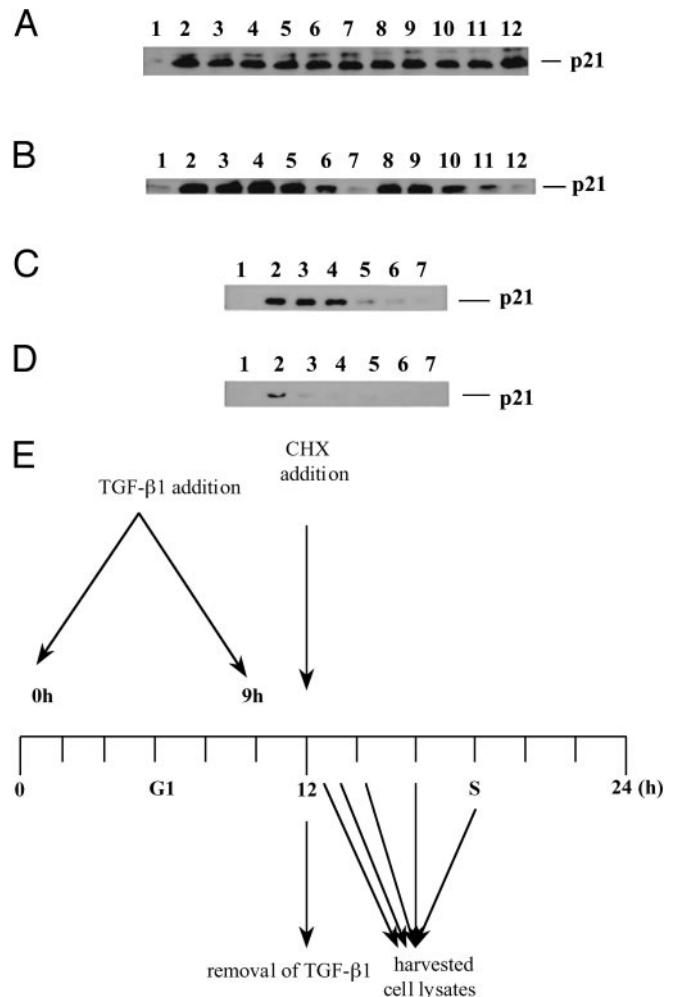 A
1 2 3 4 5 6 7 8 9 10 11 12
p21
B
1 2 3 4 5 6 7 8 9 10 11 12
p21
C
1 2 3 4 5 6 7
p21
D
1 2 3 4 5 6 7
p21
E
CHX
addition
TGF-β1 addition
0h 9h
0 G1 12 S 24 (h)
removal of TGF-β1
harvested
cell lysates